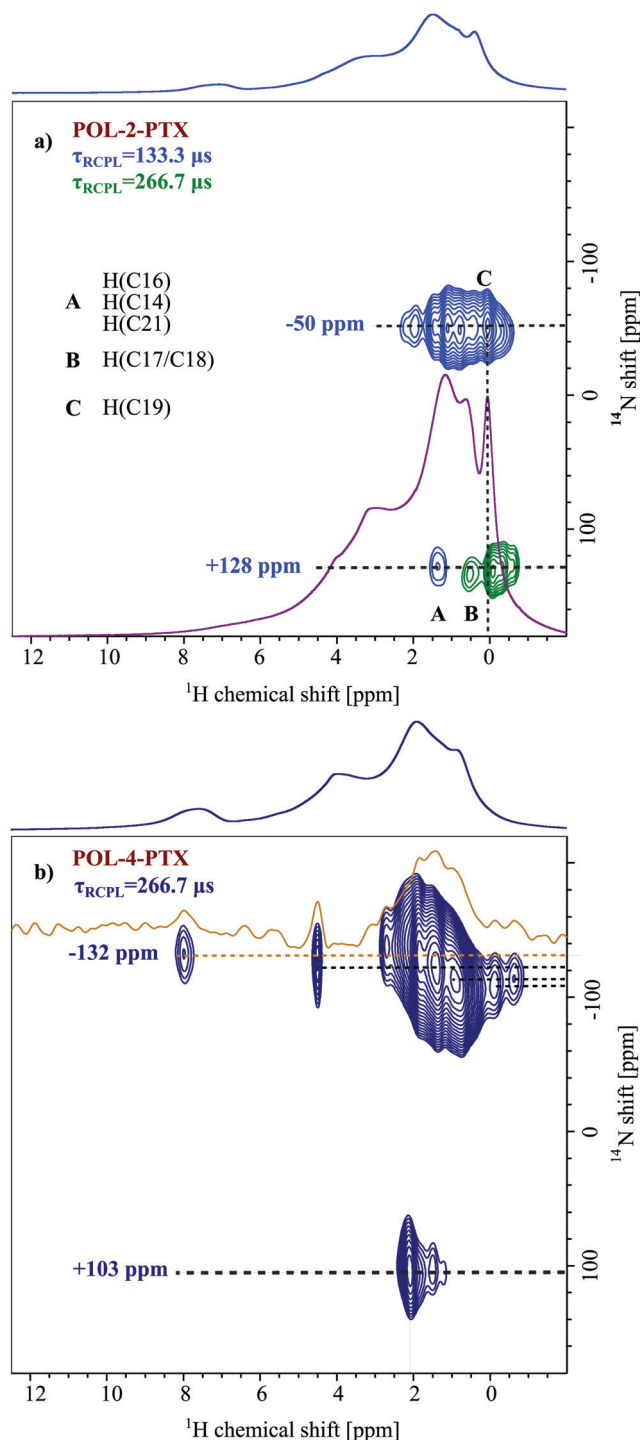 a)
POL-2-PTX
τRCPL=133.3 µs
τRCPL=266.7 µs
C
-100
H(C16)
A H(C14)
H(C21)
-50 ppm
B H(C17/C18)
C H(C19)
0
¹⁴N shift [ppm]
100
+128 ppm
A
B
12 10 8 6 4 2 0
¹H chemical shift [ppm]
b)
POL-4-PTX
τRCPL=266.7 µs
-132 ppm
-100
0
¹⁴N shift [ppm]
100
+103 ppm
12 10 8 6 4 2 0
¹H chemical shift [ppm]